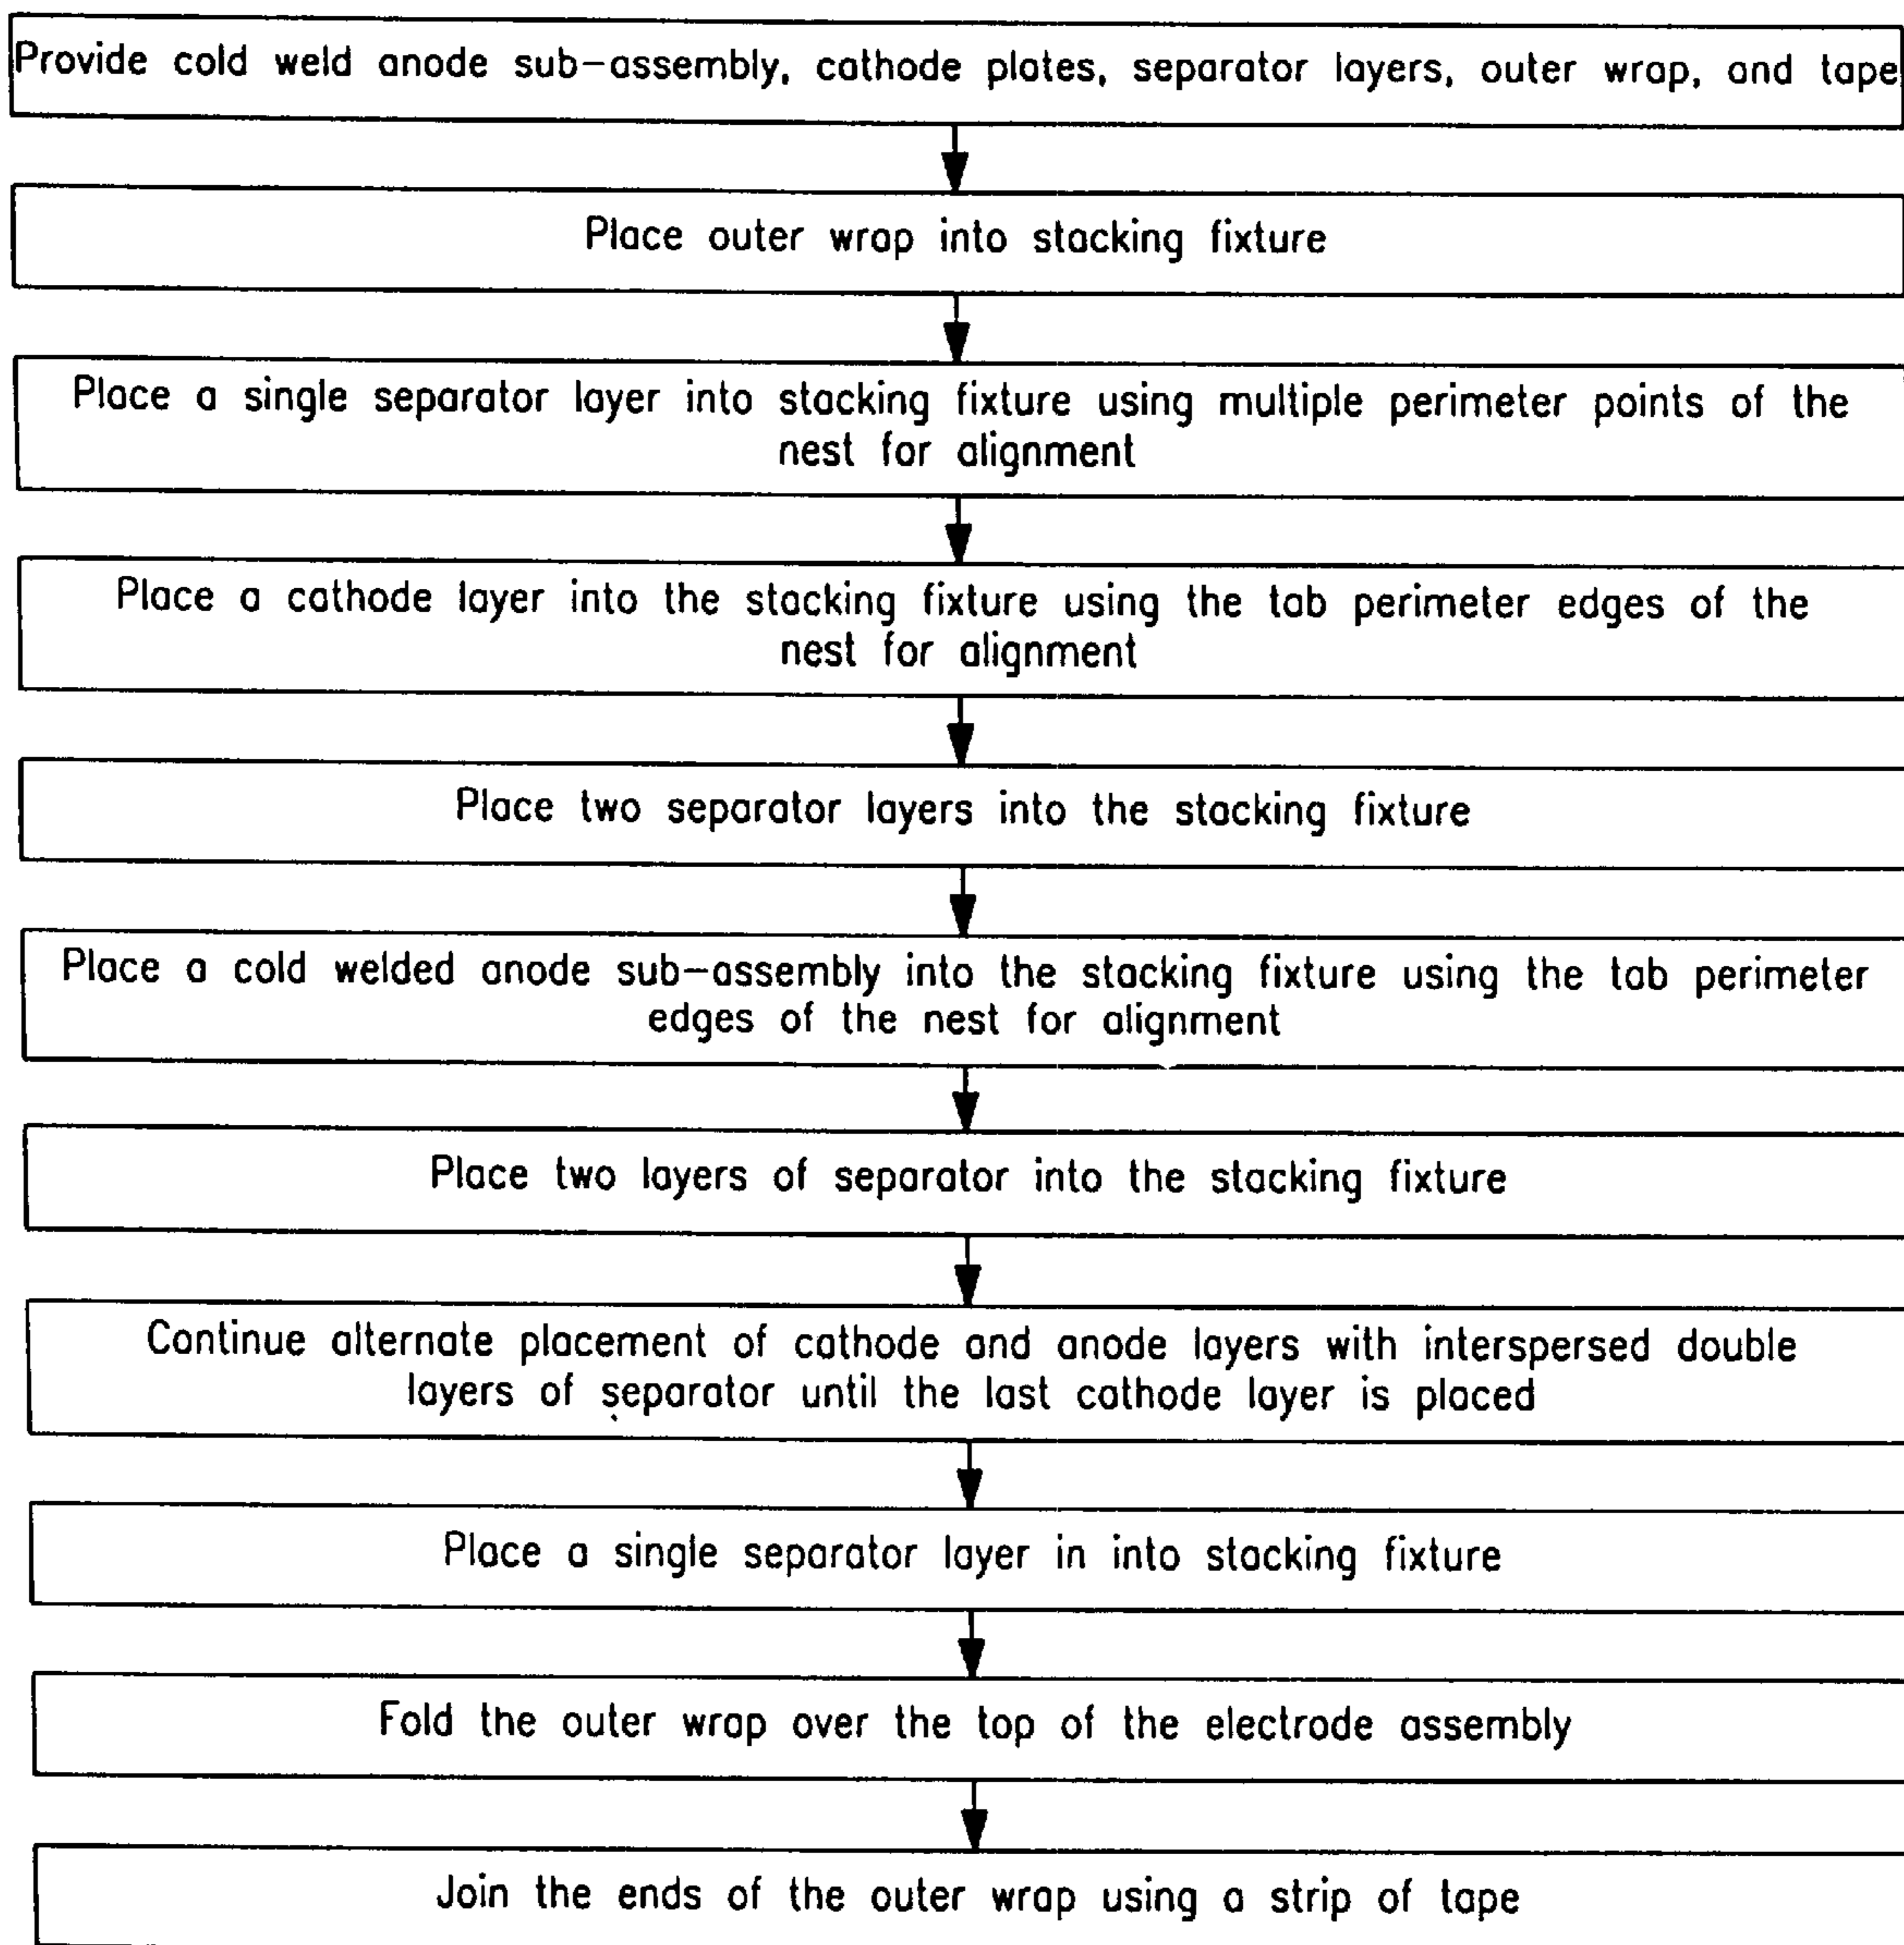 Provide cold weld anode sub-assembly, cathode plates, separator layers, outer wrap, and tape
Place outer wrap into stacking fixture
Place a single separator layer into stacking fixture using multiple perimeter points of the
nest for alignment
Place a cathode layer into the stacking fixture using the tab perimeter edges of the
nest for alignment
Place two separator layers into the stacking fixture
Place a cold welded anode sub-assembly into the stacking fixture using the tab perimeter
edges of the nest for alignment
Place two layers of separator into the stacking fixture
Continue alternate placement of cathode and anode layers with interspersed double
layers of separator until the last cathode layer is placed
Place a single separator layer in into stacking fixture
Fold the outer wrap over the top of the electrode assembly
Join the ends of the outer wrap using a strip of tape